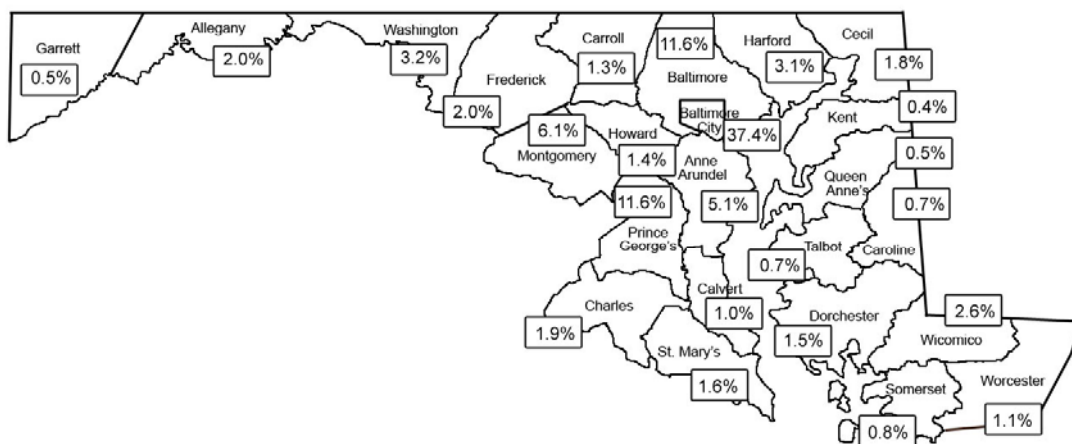 Garrett
0.5%
Allegany
2.0%
Washington
3.2%
Frederick
2.0%
Carroll
1.3%
11.6%
Baltimore
Harford
3.1%
Cecil
1.8%
Baltimore
City
37.4%
Kent
0.4%
6.1%
Montgomery
Howard
1.4%
Anne
Arundel
5.1%
Queen
Anne's
0.5%
11.6%
Prince
George's
0.7%
Talbot
0.7%
Caroline
Charles
1.9%
Calvert
1.0%
Dorchester
1.5%
2.6%
Wicomico
St. Mary's
1.6%
Somerset
0.8%
Worcester
1.1%